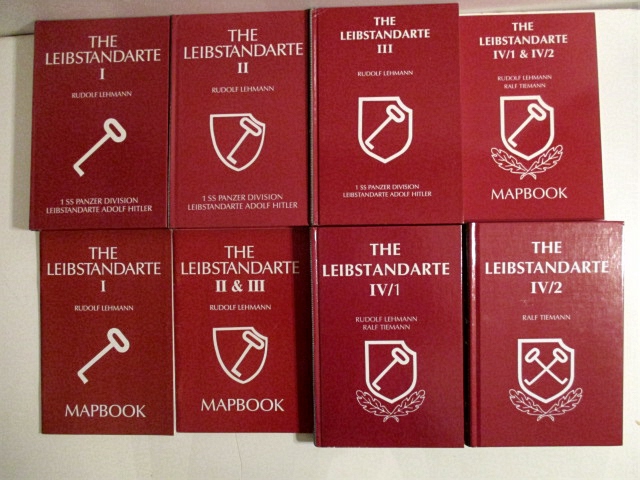 THE
LEIBSTANDARTE
I
RUDOLF LEHMANN
1 SS PANZER DIVISION
LEIBSTANDARTE ADOLF HITLER
THE
LEIBSTANDARTE
II
RUDOLF LEHMANN
1 SS PANZER DIVISION
LEIBSTANDARTE ADOLF HITLER
THE
LEIBSTANDARTE
III
RUDOLF LEHMANN
1 SS PANZER DIVISION
LEIBSTANDARTE ADOLF HITLER
THE
LEIBSTANDARTE
IV/1 & IV/2
RUDOLF LEHMANN
RALF TIEMANN
MAPBOOK
THE
LEIBSTANDARTE
I
RUDOLF LEHMANN
MAPBOOK
THE
LEIBSTANDARTE
II & III
RUDOLF LEHMANN
MAPBOOK
THE
LEIBSTANDARTE
IV/1
RUDOLF LEHMANN
RALF TIEMANN
THE
LEIBSTANDARTE
IV/2
RALF TIEMANN